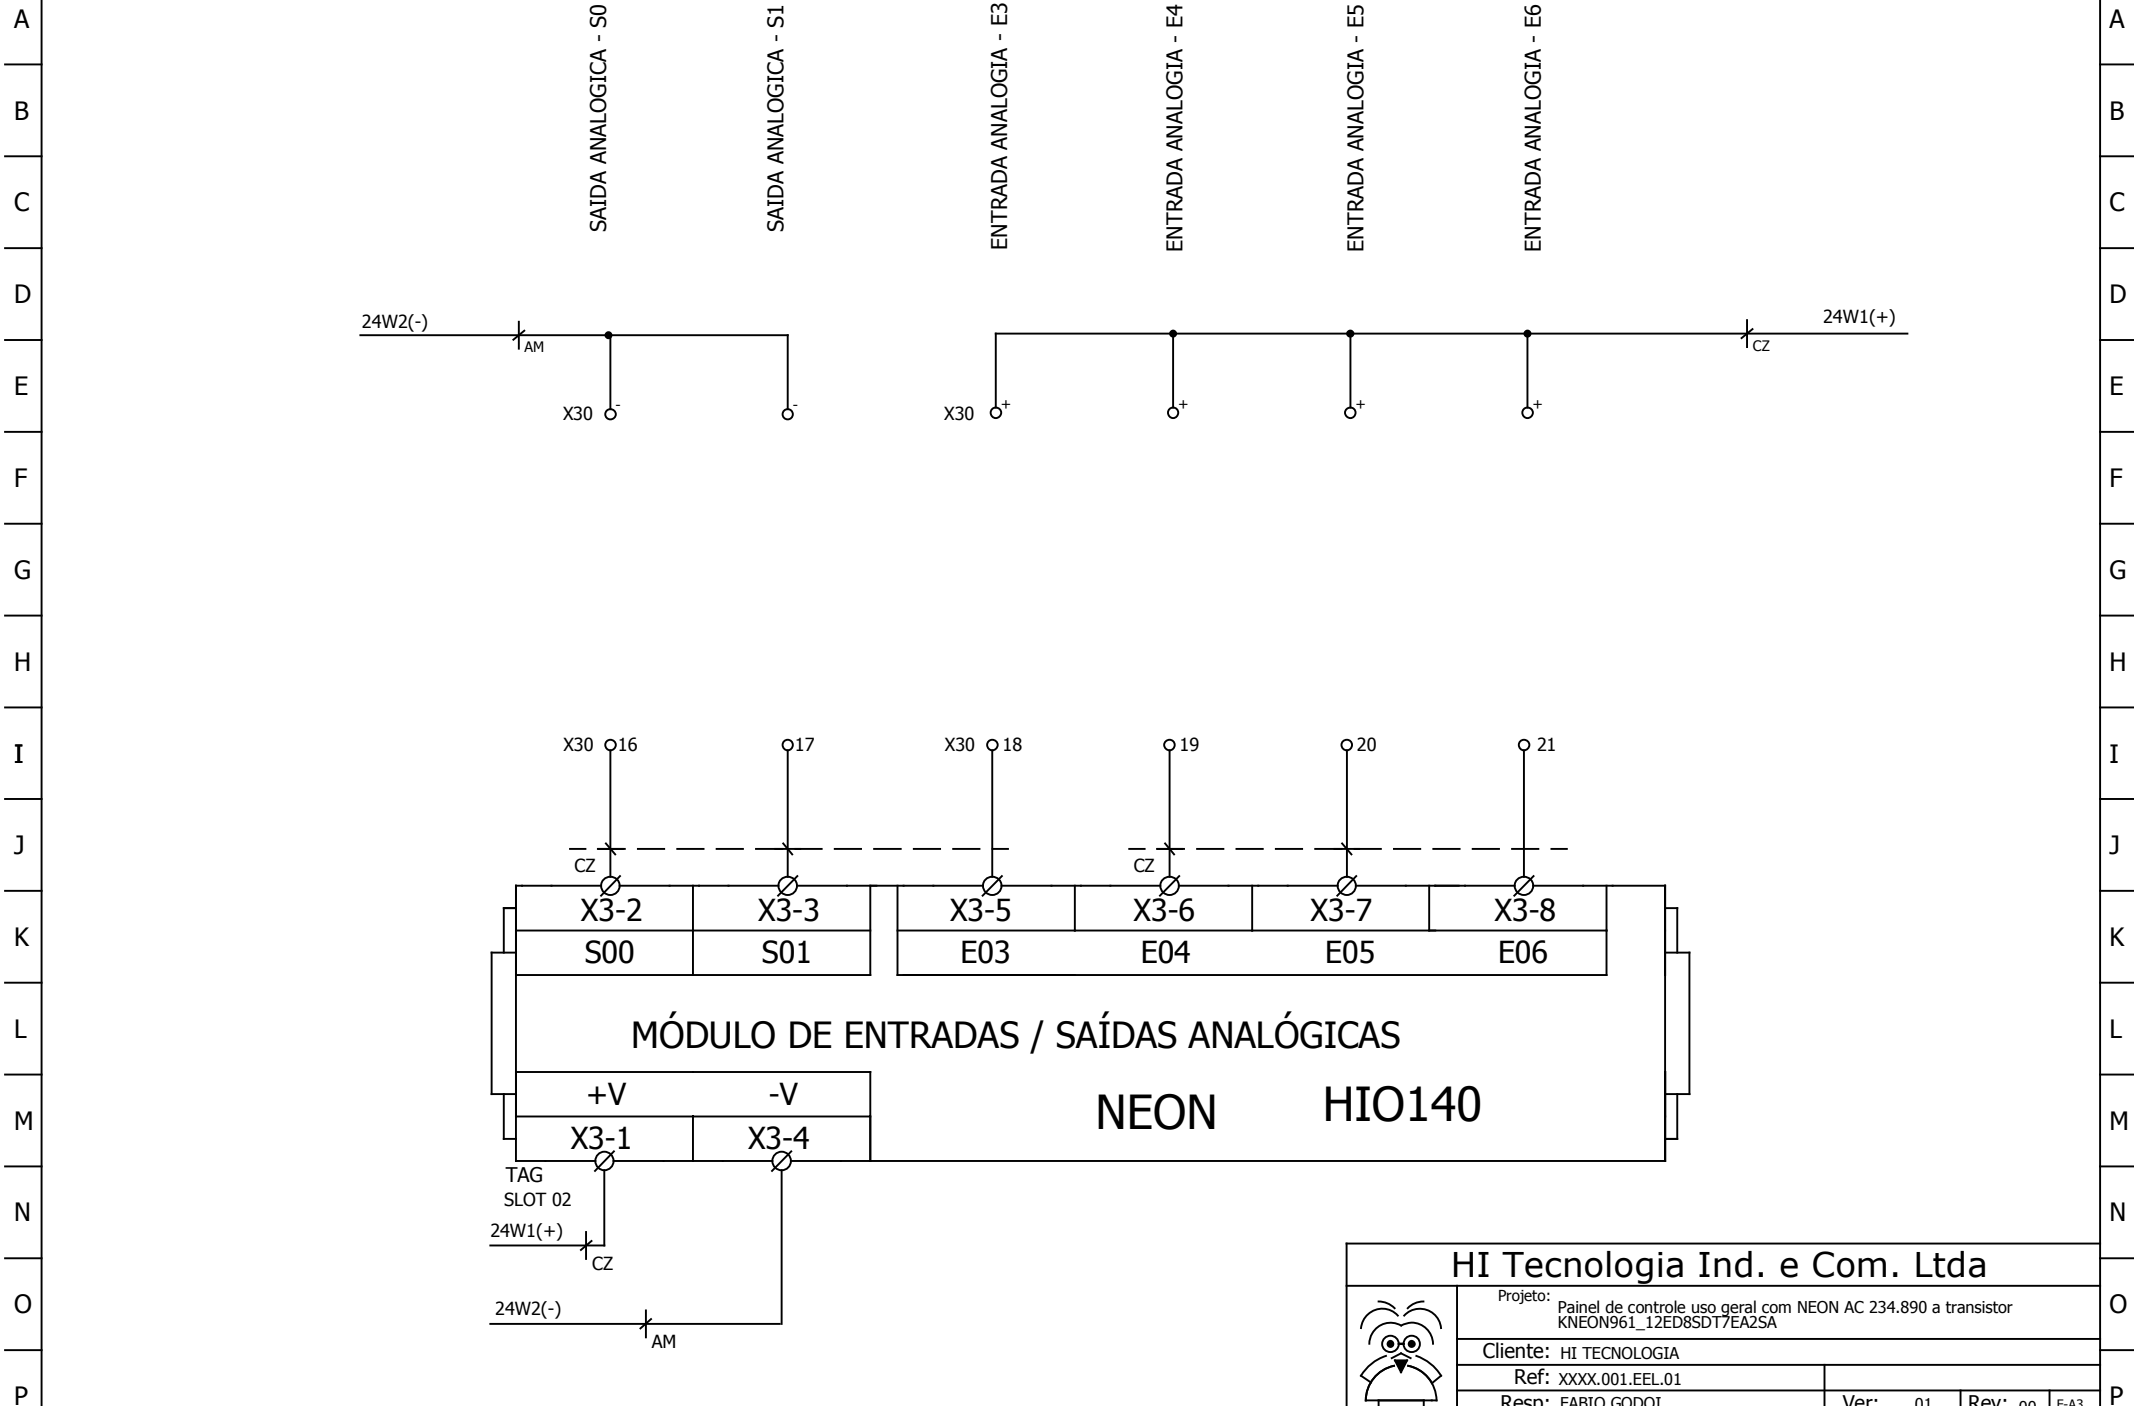 A A
SAIDA ANALOGICA - S0
SAIDA ANALOGICA - S1
ENTRADA ANALOGIA - E3
ENTRADA ANALOGIA - E4
ENTRADA ANALOGIA - E5
ENTRADA ANALOGIA - E6
B B
C C
D D
24W2(-) 24W1(+)
AM CZ
E E
X30 - - X30 + + + +
F F
G G
H H
I X30 16 17 X30 18 19 20 21 I
J J
CZ CZ
X3-2 X3-3 X3-5 X3-6 X3-7 X3-8
K K
S00 S01 E03 E04 E05 E06
L MÓDULO DE ENTRADAS / SAÍDAS ANALÓGICAS L
+V -V
NEON HIO140
M M
X3-1 X3-4
TAG
SLOT 02
N N
24W1(+)
CZ
HI Tecnologia Ind. e Com. Ltda
O O
24W2(-)
AM
Projeto: Painel de controle uso geral com NEON AC 234.890 a transistor
KNEON961_12ED8SDT7EA2SA
Cliente: HI TECNOLOGIA
Ref: XXXX.001.EEL.01
P P
Resp: FABIO GODOI Ver: 01 Rev: 00 F-A3